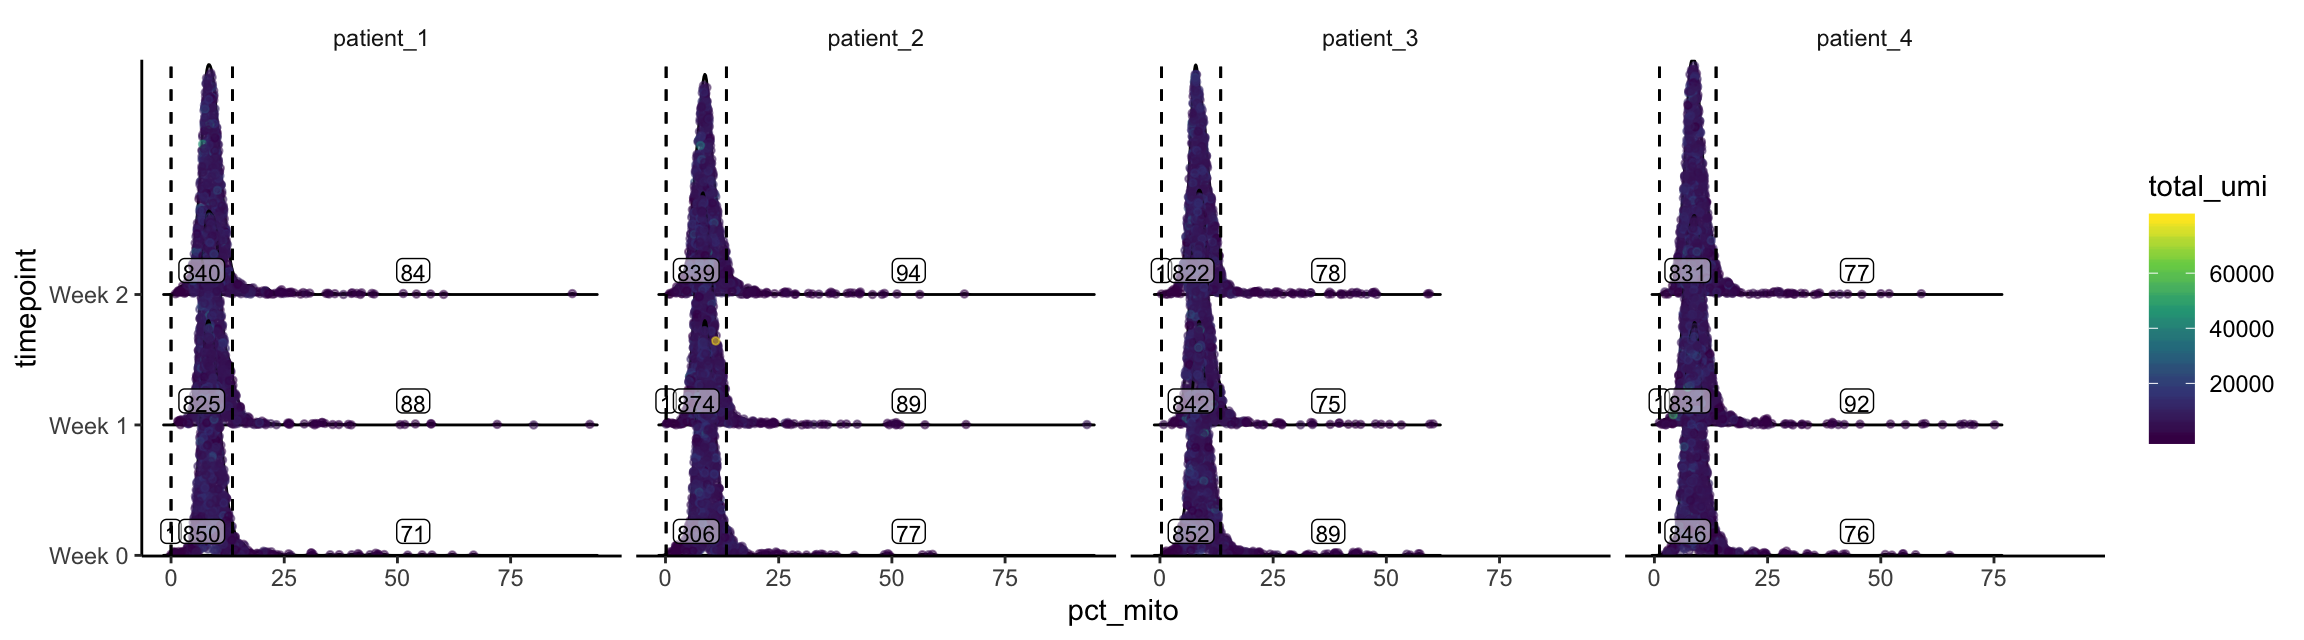 patient_1 patient_2 patient_3 patient_4
total_umi
60000
40000
20000
timepoint
Week 2
840 84 839 94 1 822 78 831 77
Week 1
825 88 1 874 89 842 75 1 831 92
Week 0
1 850 71 806 77 852 89 846 76
0 25 50 75 0 25 50 75 0 25 50 75 0 25 50 75
pct_mito